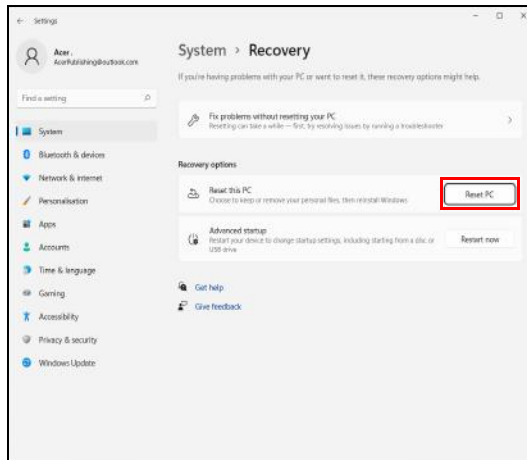 Settings
Acer .
AcerPublishing@outlook.com
Find a setting
System
Bluetooth & devices
Network & internet
Personalisation
Apps
Accounts
Time & language
Gaming
Accessibility
Privacy & security
Windows Update
System > Recovery
If you're having problems with your PC or want to reset it, these recovery options might help.
Fix problems without resetting your PC
Resetting can take a while — first, try resolving issues by running a troubleshooter
Recovery options
Reset this PC
Choose to keep or remove your personal files, then reinstall Windows
Reset PC
Advanced startup
Restart your device to change startup settings, including starting from a disc or
USB drive
Restart now
Get help
Give feedback